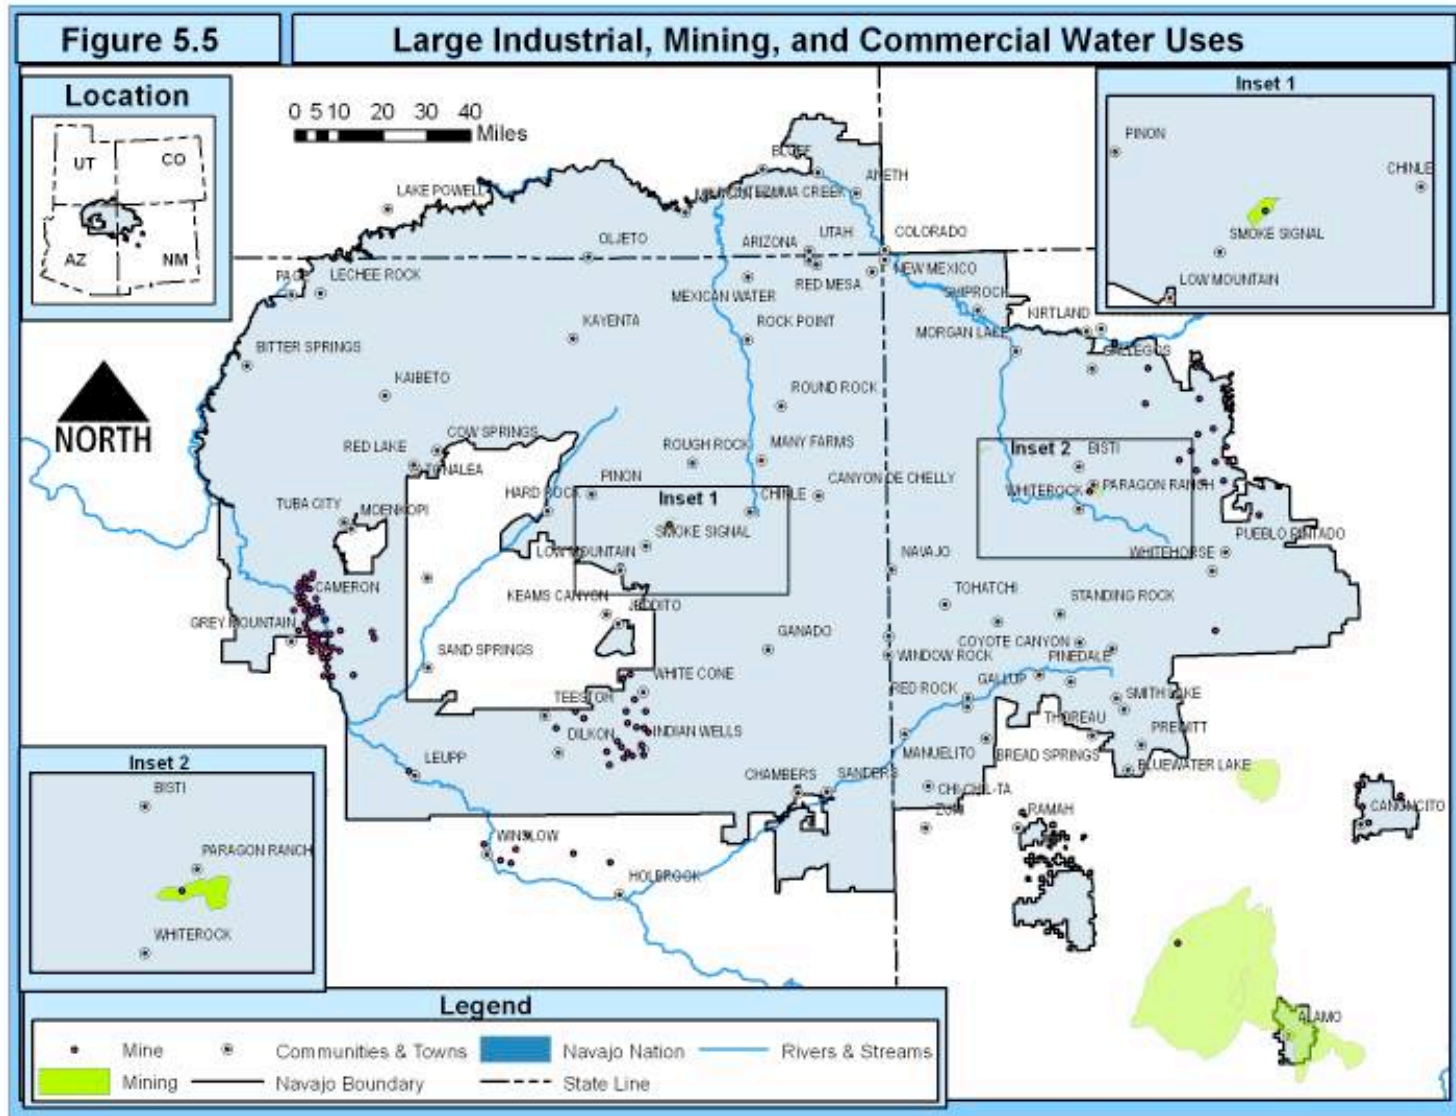 Figure 5.5
Large Industrial, Mining, and Commercial Water Uses
Location
UT
CO
AZ
NM
0 5 10 20 30 40
Miles
Inset 1
PINON
CHINLE
SMOKE SIGNAL
LOW MOUNTAIN
NORTH
BLUFF
ANETH
LAKE POWELL
OLJETO
ARIZONA
UTAH
COLORADO
NEW MEXICO
RED MESA
MEXICAN WATER
LECHEE ROCK
SHIPROCK
KIRTLAND
KAYENTA
ROCK POINT
MORGAN LAKE
GALLEGOS
BITTER SPRINGS
KAIBETO
ROUND ROCK
COW SPRINGS
RED LAKE
TONALEA
ROUGH ROCK
MANY FARMS
Inset 2
BISTI
PINON
CANYON DE CHELLY
WHITEROCK
PARAGON RANCH
HARD ROCK
Inset 1
CHINLE
TUBA CITY
MOENKOPI
SMOKE SIGNAL
LOW MOUNTAIN
NAVAJO
WHITEHORSE
PUEBLO PINTADO
CAMERON
KEAMS CANYON
JEDDITO
TOHATCHI
STANDING ROCK
GREY MOUNTAIN
GANADO
COYOTE CANYON
SAND SPRINGS
WHITE CONE
WINDOW ROCK
PINEDALE
RED ROCK
GALLUP
SMITH LAKE
TEESTOH
DILKON
INDIAN WELLS
THOREAU
PREWITT
LEUPP
MANUELITO
BREAD SPRINGS
BLUEWATER LAKE
CHAMBERS
SANDERS
CHI-CHIL-TA
ZUNI
RAMAH
CANONCITO
WINSLOW
HOLBROOK
ALAMO
Inset 2
BISTI
PARAGON RANCH
WHITEROCK
Legend
Mine
Communities & Towns
Navajo Nation
Rivers & Streams
Mining
Navajo Boundary
State Line